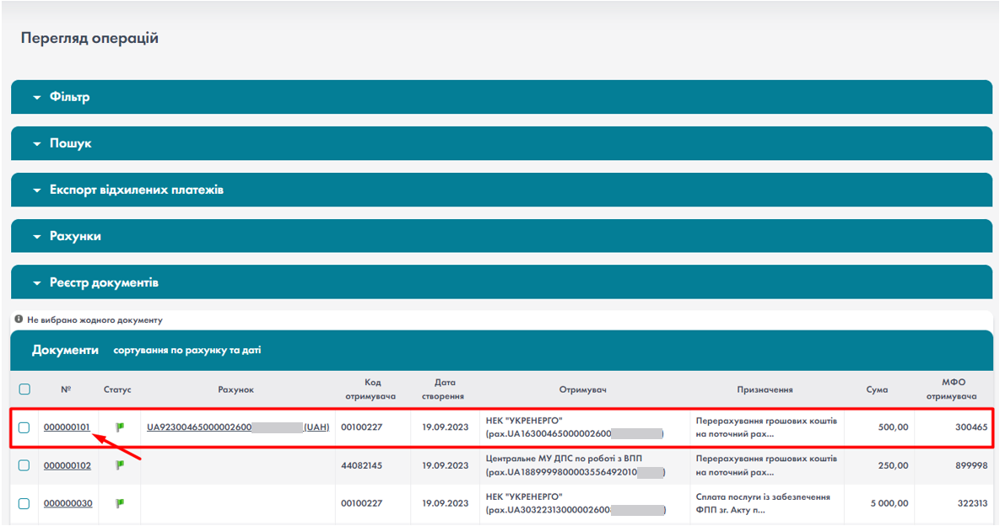 Перегляд операцій
Фільтр
Пошук
Експорт відхилених платежів
Рахунки
Реєстр документів
Не вибрано жодного документу
Документи сортування по рахунку та даті
№ Статус Рахунок Код отримувача Дата створення Отримувач Призначення Сума МФО отримувача
000000101 UA92300465000002600 (UAH) 00100227 19.09.2023 НЕК "УКРЕНЕРГО" Перерахування грошових коштів 500,00 300465
(рах.UA16300465000002600 ) на поточний рах...
000000102 44082145 19.09.2023 Центральне МУ ДПС по роботі з ВПП Перерахування грошових коштів 250,00 899998
(рах.UA188999980000355649201 0 ) на поточний рах...
000000030 00100227 19.09.2023 НЕК "УКРЕНЕРГО" Сплата послуги із забезпечення 5 000,00 322313
(рах.UA30322313000002600 ) ФПП зг. Акту п...